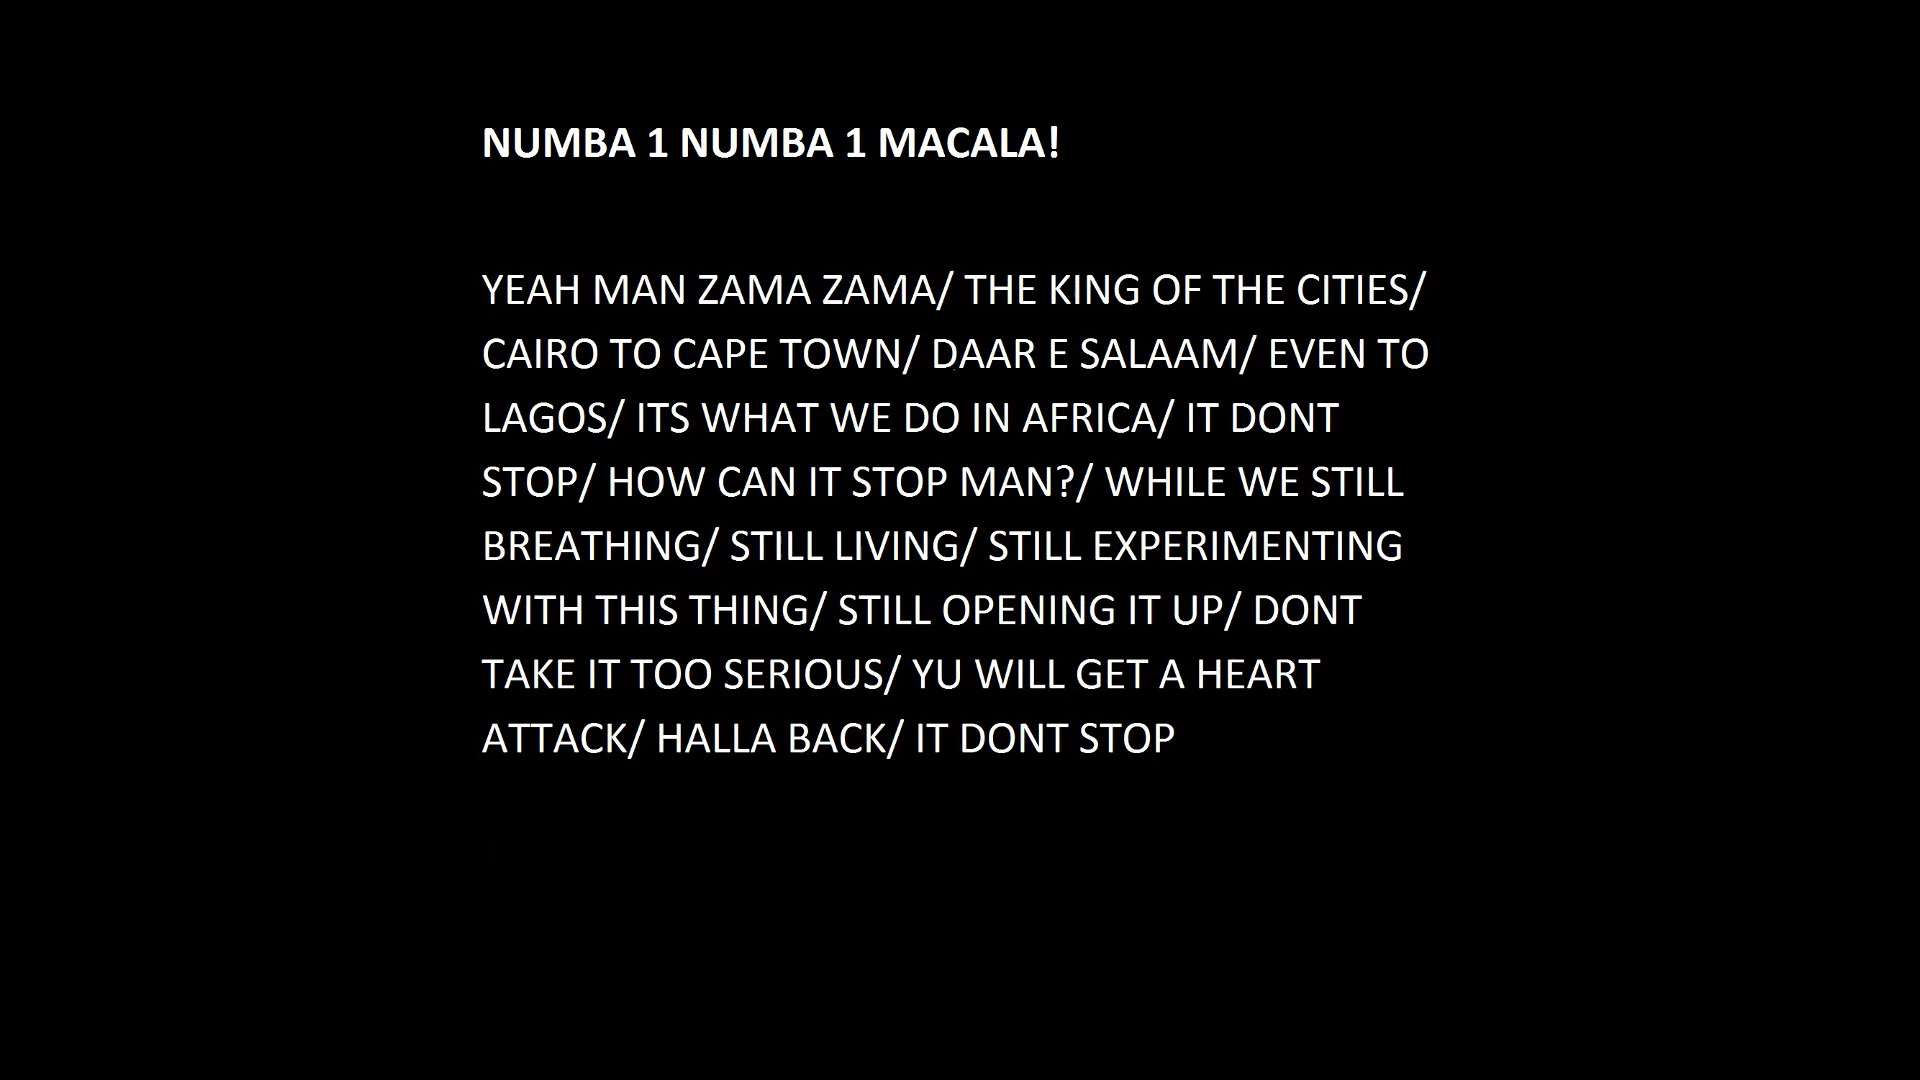 NUMBA 1 NUMBA 1 MACALA!
YEAH MAN ZAMA ZAMA/ THE KING OF THE CITIES/
CAIRO TO CAPE TOWN/ DAAR E SALAAM/ EVEN TO
LAGOS/ ITS WHAT WE DO IN AFRICA/ IT DONT
STOP/ HOW CAN IT STOP MAN?/ WHILE WE STILL
BREATHING/ STILL LIVING/ STILL EXPERIMENTING
WITH THIS THING/ STILL OPENING IT UP/ DONT
TAKE IT TOO SERIOUS/ YU WILL GET A HEART
ATTACK/ HALLA BACK/ IT DONT STOP